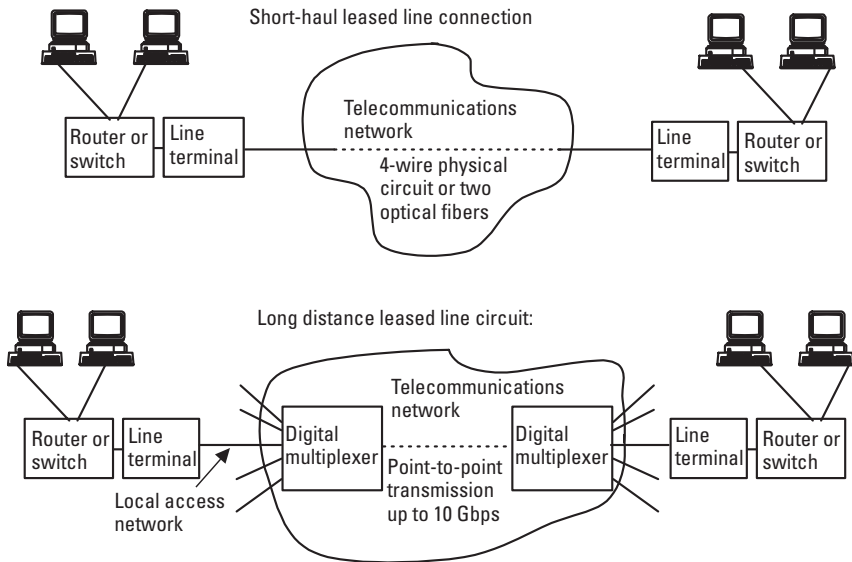 Short-haul leased line connection
Router or
switch
Line
terminal
Telecommunications
network
4-wire physical
circuit or two
optical fibers
Line
terminal
Router or
switch
Long distance leased line circuit:
Router or
switch
Line
terminal
Local access
network
Digital
multiplexer
Telecommunications
network
Point-to-point
transmission
up to 10 Gbps
Digital
multiplexer
Line
terminal
Router or
switch